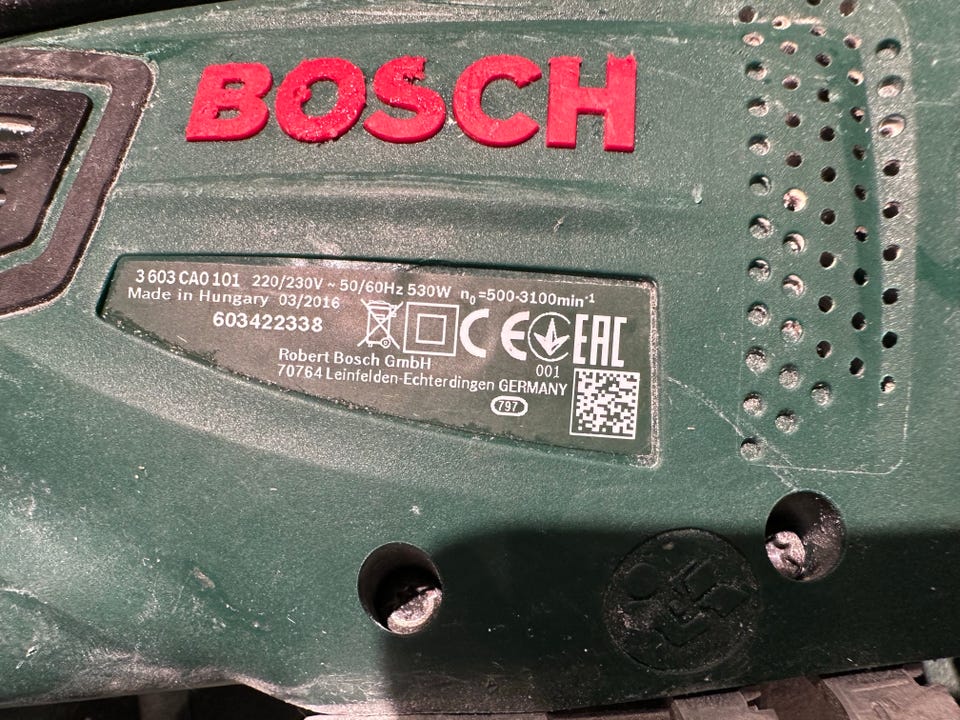 BOSCH
3 603 CA0 101 220/230V ~ 50/60Hz 530W n₀=500-3100min⁻¹
Made in Hungary 03/2016
603422338
CE EAC
001
Robert Bosch GmbH
70764 Leinfelden-Echterdingen GERMANY
797